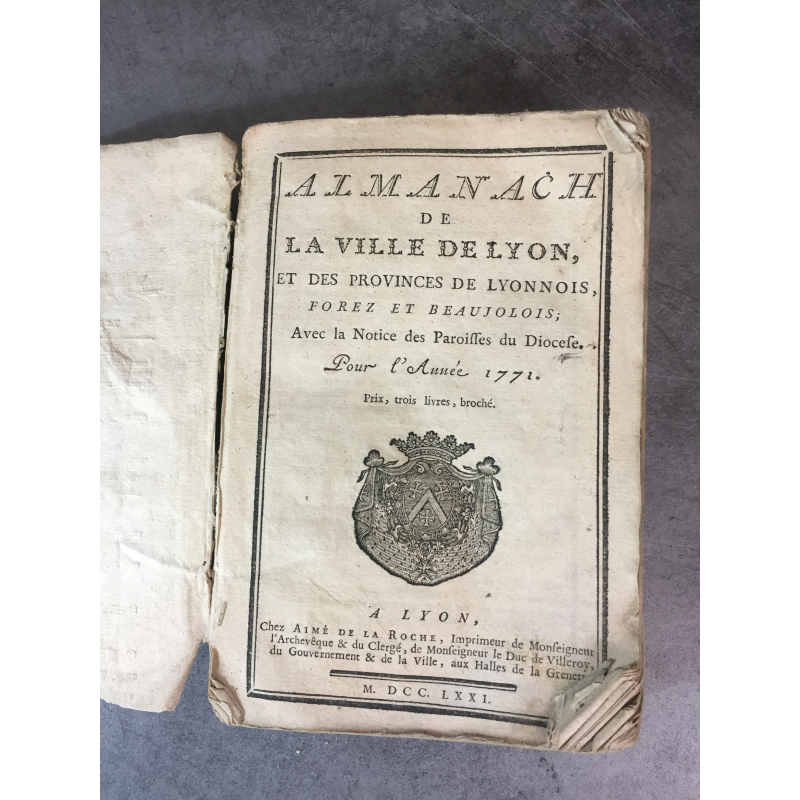 ALMANACH
DE
LA VILLE DE LYON,
ET DES PROVINCES DE LYONNOIS,
FOREZ ET BEAUJOLOIS;
Avec la Notice des Paroiſſes du Dioceſe.
Pour l'Année 1771.
Prix, trois livres, broché.
A LYON,
Chez AIMÉ DE LA ROCHE, Imprimeur de Monſeigneur
l'Archevêque & du Clergé, de Monſeigneur le Duc de Villeroy,
du Gouvernement & de la Ville, aux Halles de la
M. DCC. LXXI.